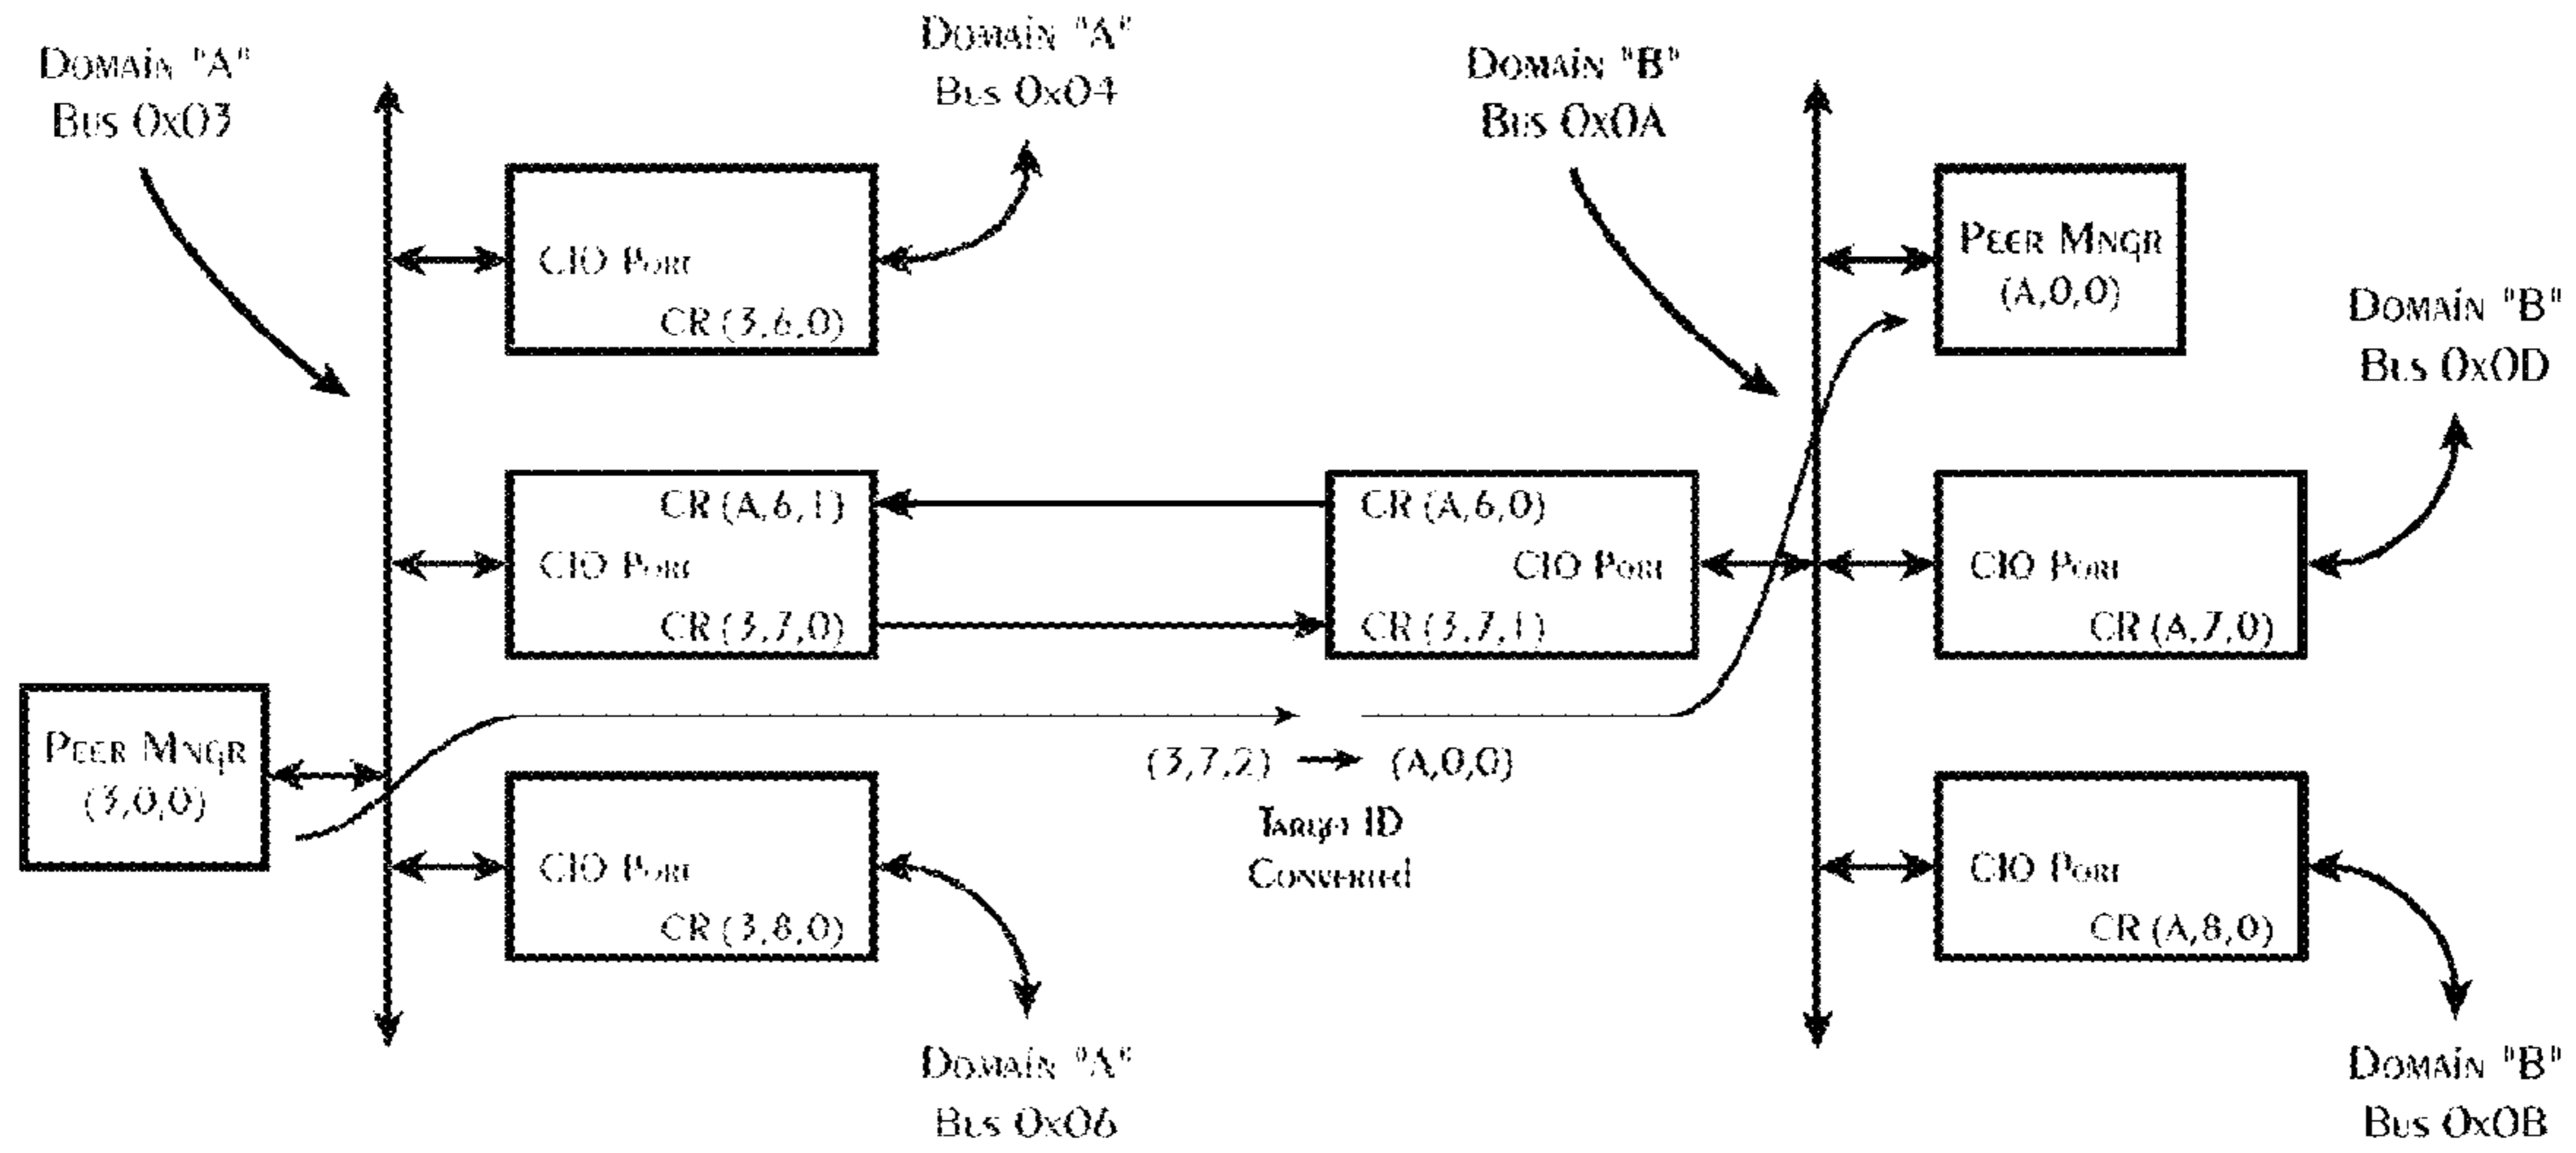 Domain "A"
Bus 0x03
Domain "A"
Bus 0x04
Domain "B"
Bus 0x0A
CIO Port
CR (3,6,0)
Peer Mngr
(A,0,0)
Domain "B"
Bus 0x0D
CR (A,6,1)
CIO Port
CR (3,7,0)
CR (A,6,0)
CIO Port
CR (3,7,1)
CIO Port
CR (A,7,0)
Peer Mngr
(3,0,0)
(3,7,2) → (A,0,0)
Target ID
Converted
CIO Port
CR (3,8,0)
CIO Port
CR (A,8,0)
Domain "A"
Bus 0x06
Domain "B"
Bus 0x0B